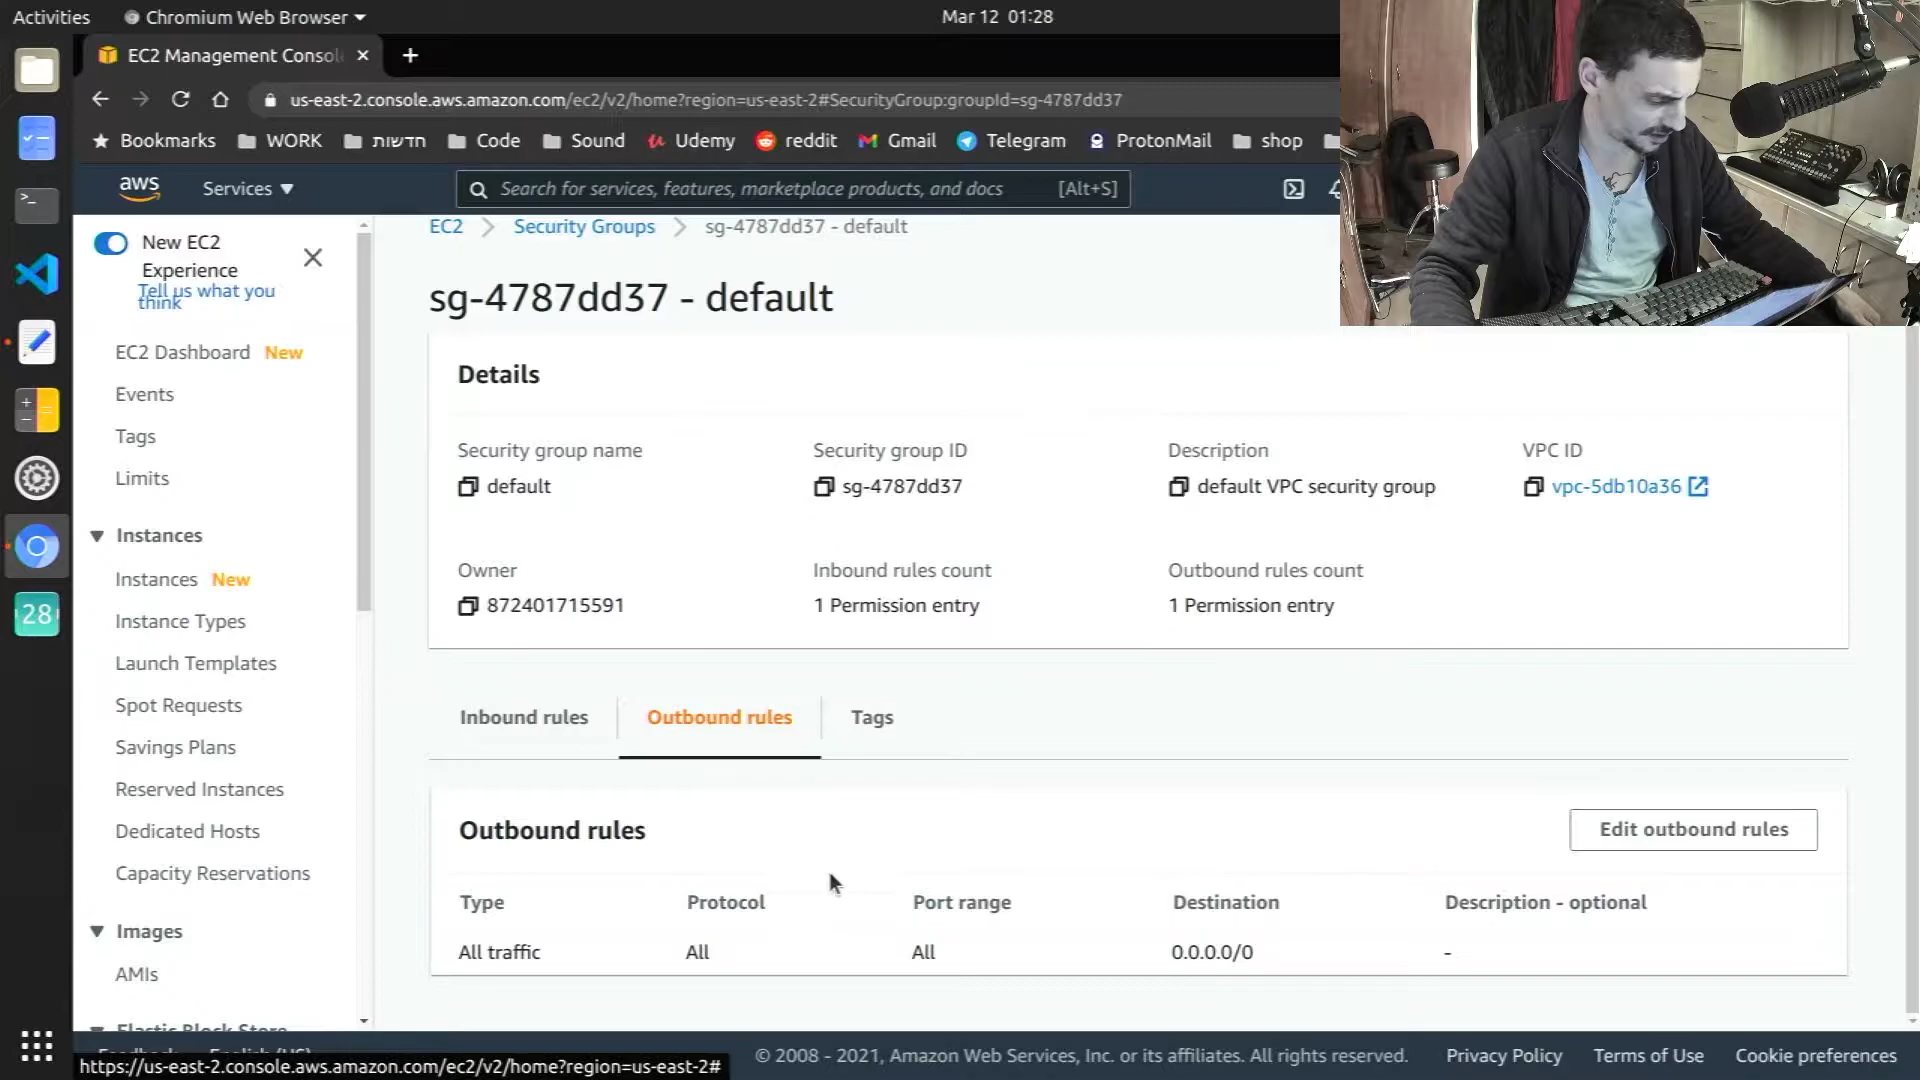 Activities
Chromium Web Browser
Mar 12 01:28
EC2 Management Consol
us-east-2.console.aws.amazon.com/ec2/v2/home?region=us-east-2#SecurityGroup:groupId=sg-4787dd37
Bookmarks WORK חדשות Code Sound Udemy reddit Gmail Telegram ProtonMail shop
aws
Services
Search for services, features, marketplace products, and docs
[Alt+S]
New EC2
Experience
Tell us what you
think
EC2 Dashboard New
Events
Tags
Limits
Instances
Instances New
Instance Types
Launch Templates
Spot Requests
Savings Plans
Reserved Instances
Dedicated Hosts
Capacity Reservations
Images
AMIs
Elastic Block Store
28
EC2 Security Groups sg-4787dd37 - default
sg-4787dd37 - default
Details
Security group name Security group ID Description VPC ID
default sg-4787dd37 default VPC security group vpc-5db10a36
Owner Inbound rules count Outbound rules count
872401715591 1 Permission entry 1 Permission entry
Inbound rules Outbound rules Tags
Outbound rules
Edit outbound rules
Type Protocol Port range Destination Description - optional
All traffic All All 0.0.0.0/0 -
© 2008 - 2021, Amazon Web Services, Inc. or its affiliates. All rights reserved. Privacy Policy Terms of Use Cookie preferences
https://us-east-2.console.aws.amazon.com/ec2/v2/home?region=us-east-2#